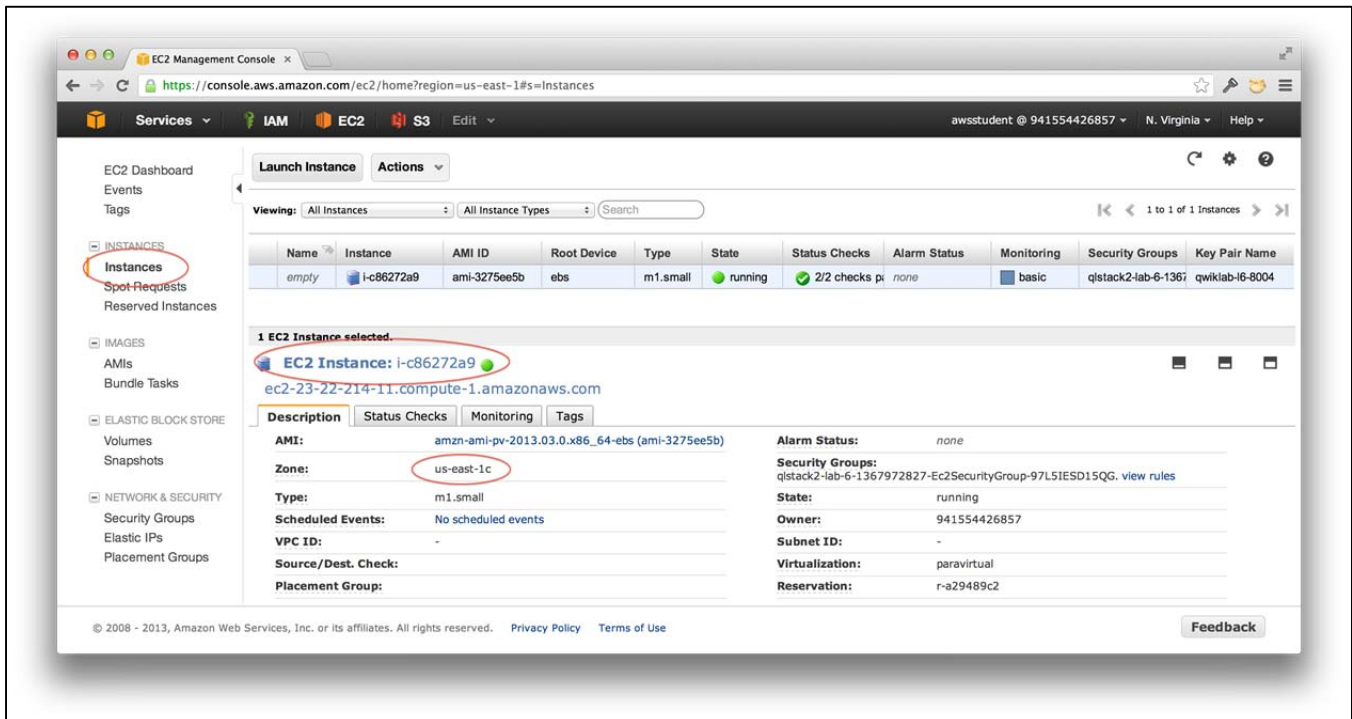 EC2 Management Console
https://console.aws.amazon.com/ec2/home?region=us-east-1#s=Instances
Services IAM EC2 S3 Edit awsstudent @ 941554426857 N. Virginia Help
EC2 Dashboard
Events
Tags
INSTANCES
Instances
Spot Requests
Reserved Instances
IMAGES
AMIs
Bundle Tasks
ELASTIC BLOCK STORE
Volumes
Snapshots
NETWORK & SECURITY
Security Groups
Elastic IPs
Placement Groups
Launch Instance Actions
Viewing: All Instances All Instance Types Search 1 to 1 of 1 Instances
Name Instance AMI ID Root Device Type State Status Checks Alarm Status Monitoring Security Groups Key Pair Name
empty i-c86272a9 ami-3275ee5b ebs m1.small running 2/2 checks pa none basic qlstack2-lab-6-1367 qwiklab-l6-8004
1 EC2 Instance selected.
EC2 Instance: i-c86272a9
ec2-23-22-214-11.compute-1.amazonaws.com
Description Status Checks Monitoring Tags
AMI: amzn-ami-pv-2013.03.0.x86_64-ebs (ami-3275ee5b) Alarm Status: none
Zone: us-east-1c Security Groups:
qlstack2-lab-6-1367972827-Ec2SecurityGroup-97L5IESD15QG. view rules
Type: m1.small State: running
Scheduled Events: No scheduled events Owner: 941554426857
VPC ID: - Subnet ID: -
Source/Dest. Check: Virtualization: paravirtual
Placement Group: Reservation: r-a29489c2
© 2008 - 2013, Amazon Web Services, Inc. or its affiliates. All rights reserved. Privacy Policy Terms of Use Feedback